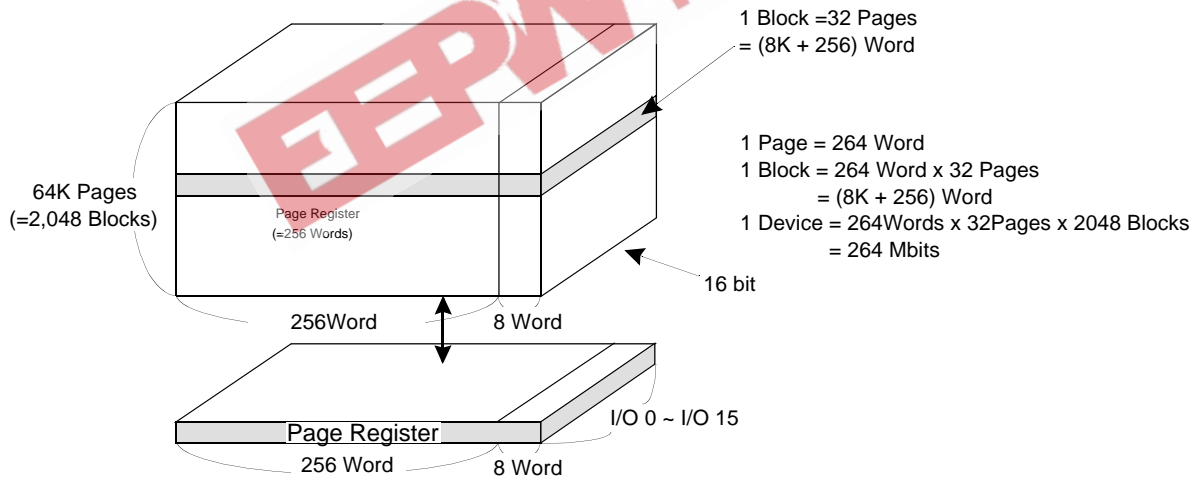 1 Block =32 Pages
= (8K + 256) Word
64K Pages
(=2,048 Blocks)
Page Register
(=256 Words)
1 Page = 264 Word
1 Block = 264 Word x 32 Pages
= (8K + 256) Word
1 Device = 264Words x 32Pages x 2048 Blocks
= 264 Mbits
16 bit
256Word
8 Word
I/O 0 ~ I/O 15
Page Register
256 Word
8 Word